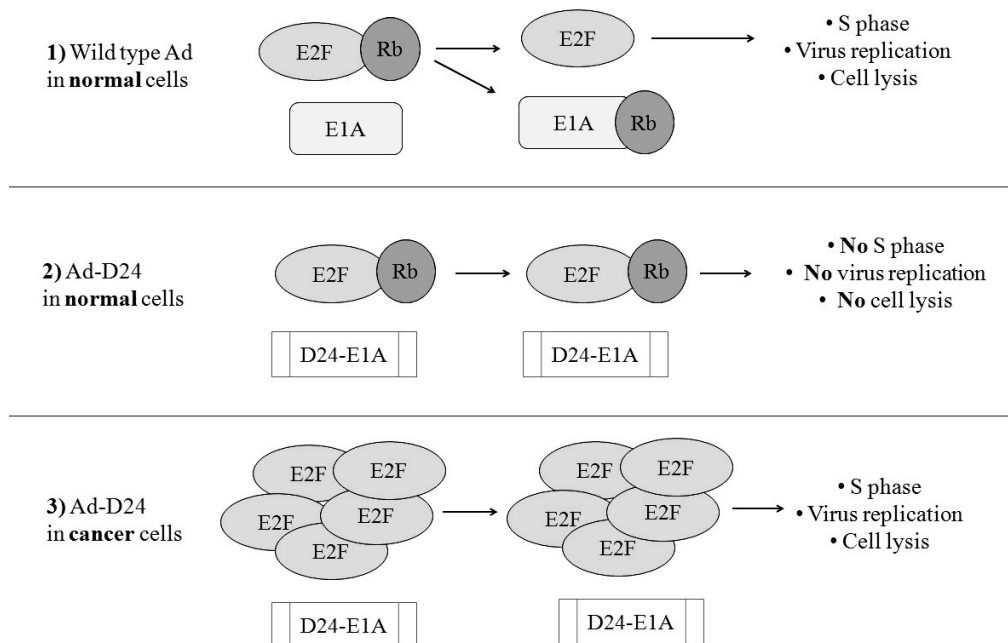 1) Wild type Ad
in normal cells
E2F
Rb
E1A
E2F
E1A
Rb
• S phase
• Virus replication
• Cell lysis
2) Ad-D24
in normal cells
E2F
Rb
D24-E1A
E2F
Rb
D24-E1A
• No S phase
• No virus replication
• No cell lysis
3) Ad-D24
in cancer cells
E2F
E2F
E2F
E2F
E2F
D24-E1A
E2F
E2F
E2F
E2F
E2F
D24-E1A
• S phase
• Virus replication
• Cell lysis